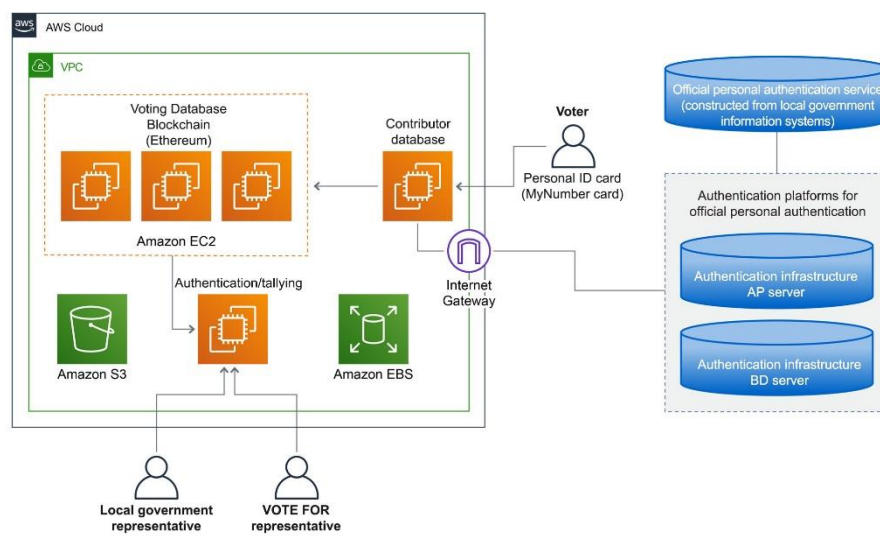 aws
AWS Cloud
VPC
Voting Database
Blockchain
(Ethereum)
Amazon EC2
Contributor
database
Voter
Personal ID card
(MyNumber card)
Official personal authentication service
(constructed from local government
information systems)
Authentication platforms for
official personal authentication
Authentication infrastructure
AP server
Authentication infrastructure
BD server
Internet
Gateway
Authentication/tallying
Amazon S3
Amazon EBS
Local government
representative
VOTE FOR
representative